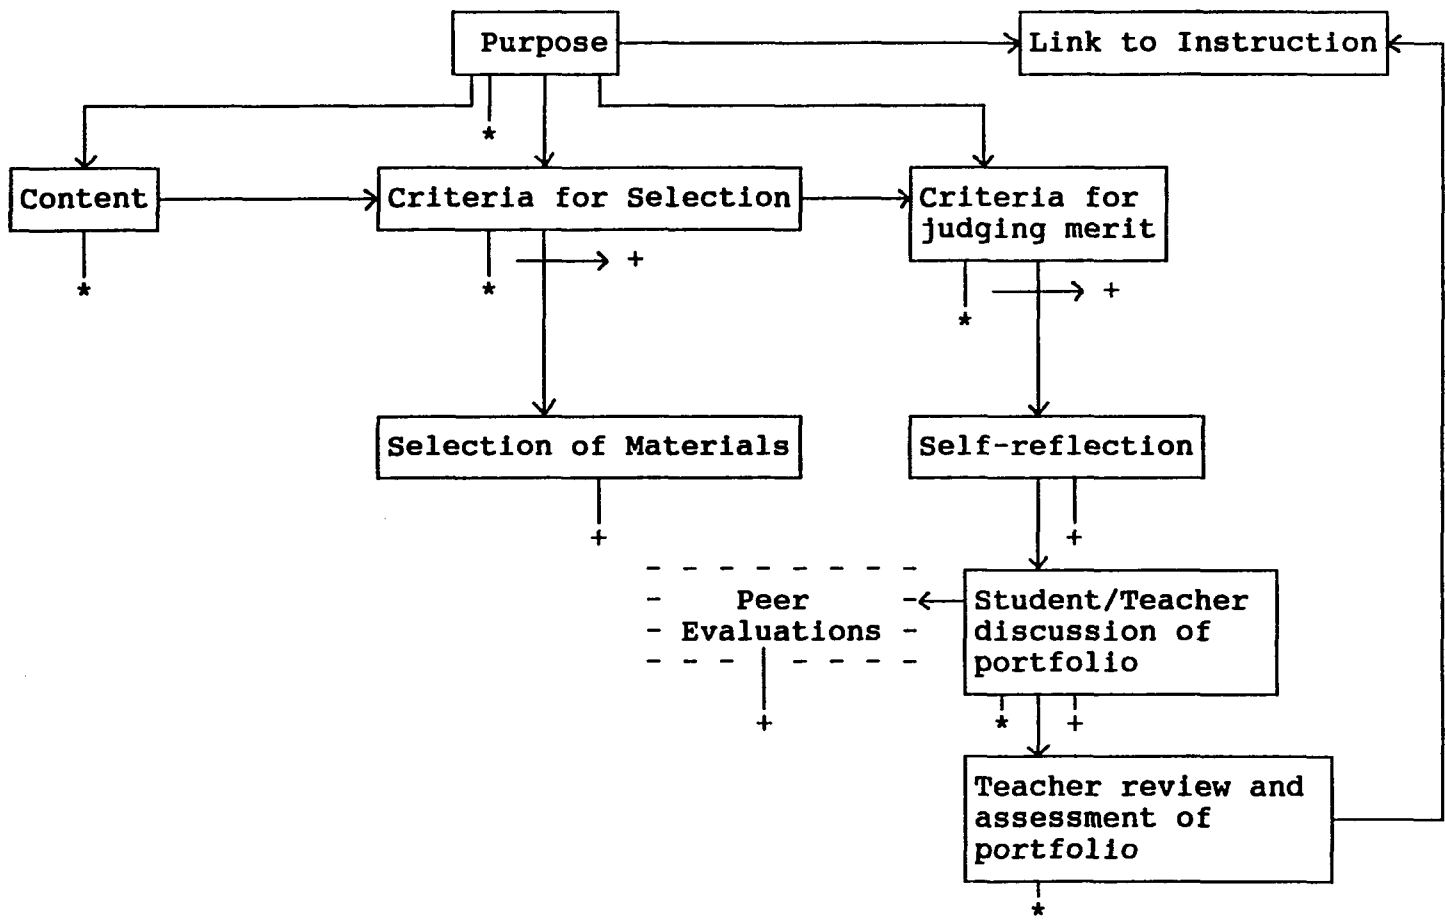 Purpose
Link to Instruction
*
Content
Criteria for Selection
Criteria for
judging merit
*
*
+
*
+
Selection of Materials
Self-reflection
+
+
Peer
Evaluations
+
Student/Teacher
discussion of
portfolio
*
+
Teacher review and
assessment of
portfolio
*